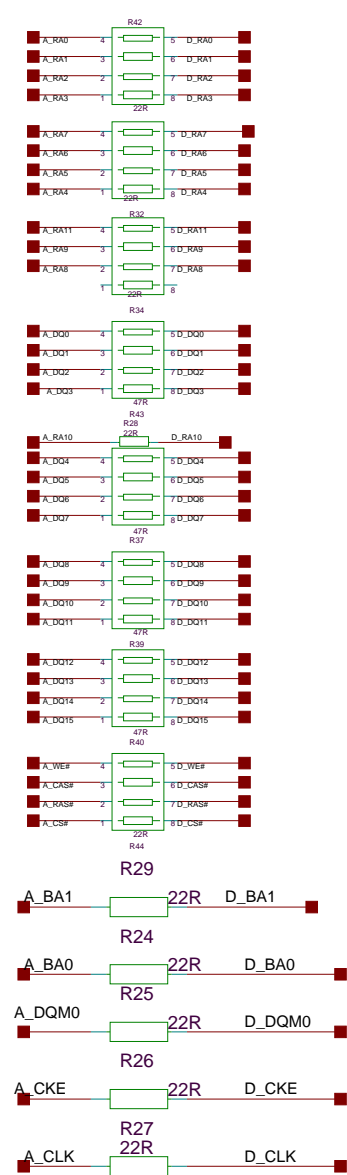 R42
A_RA0 4 5 D_RA0
A_RA1 3 6 D_RA1
A_RA2 2 7 D_RA2
A_RA3 1 8 D_RA3
22R
A_RA7 4 5 D_RA7
A_RA6 3 6 D_RA6
A_RA5 2 7 D_RA5
A_RA4 1 8 D_RA4
22R
R32
A_RA11 4 5 D_RA11
A_RA9 3 6 D_RA9
A_RA8 2 7 D_RA8
1 8
22R
R34
A_DQ0 4 5 D_DQ0
A_DQ1 3 6 D_DQ1
A_DQ2 2 7 D_DQ2
A_DQ3 1 8 D_DQ3
47R
R43
R28
A_RA10 22R D_RA10
A_DQ4 4 5 D_DQ4
A_DQ5 3 6 D_DQ5
A_DQ6 2 7 D_DQ6
A_DQ7 1 8 D_DQ7
47R
R37
A_DQ8 4 5 D_DQ8
A_DQ9 3 6 D_DQ9
A_DQ10 2 7 D_DQ10
A_DQ11 1 8 D_DQ11
47R
R39
A_DQ12 4 5 D_DQ12
A_DQ13 3 6 D_DQ13
A_DQ14 2 7 D_DQ14
A_DQ15 1 8 D_DQ15
47R
R40
A_WE# 4 5 D_WE#
A_CAS# 3 6 D_CAS#
A_RAS# 2 7 D_RAS#
A_CS# 1 8 D_CS#
22R
R44
R29
A_BA1 22R D_BA1
R24
A_BA0 22R D_BA0
R25
A_DQM0 22R D_DQM0
R26
A_CKE 22R D_CKE
R27
A_CLK 22R D_CLK